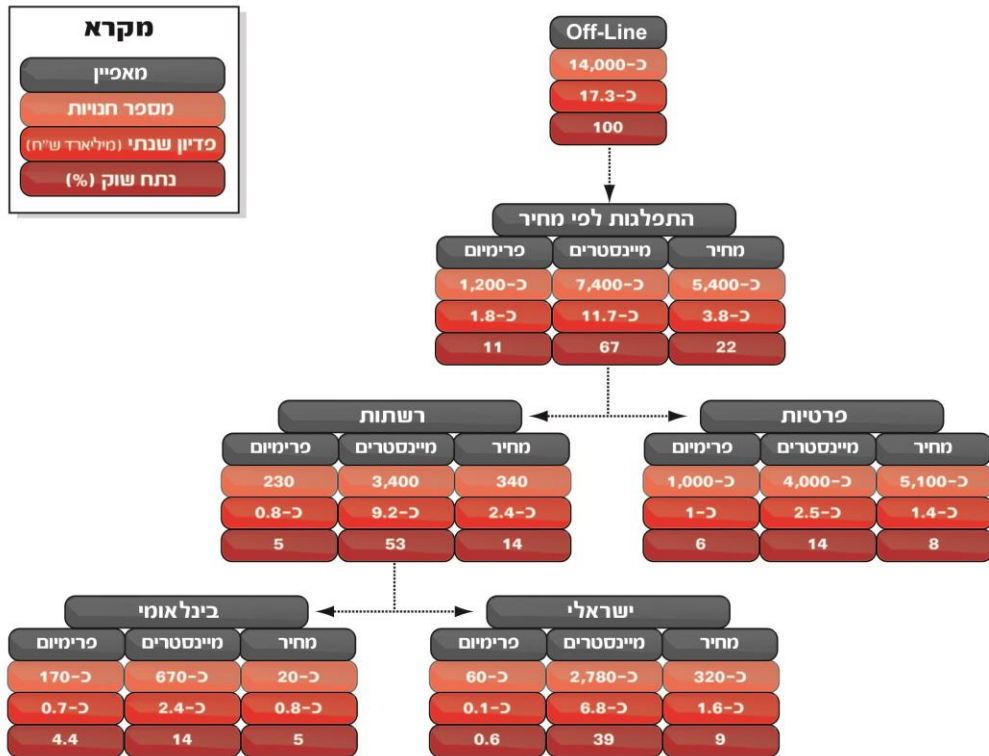 מקרא
מאפיין
מספר חנויות
פדיון שנתי (מיליארד ש"ח)
נתח שוק (%)
Off-Line
כ-14,000
כ-17.3
100
התפלגות לפי מחיר
מחיר מיינסטרים פרימיום
כ-5,400 כ-7,400 כ-1,200
כ-3.8 כ-11.7 כ-1.8
22 67 11
פרטיות
מחיר מיינסטרים פרימיום
כ-5,100 כ-4,000 כ-1,000
כ-1.4 כ-2.5 כ-1
8 14 6
רשתות
מחיר מיינסטרים פרימיום
340 3,400 230
כ-2.4 כ-9.2 כ-0.8
14 53 5
ישראלי
מחיר מיינסטרים פרימיום
כ-320 כ-2,780 כ-60
כ-1.6 כ-6.8 כ-0.1
9 39 0.6
בינלאומי
מחיר מיינסטרים פרימיום
כ-20 כ-670 כ-170
כ-0.8 כ-2.4 כ-0.7
5 14 4.4